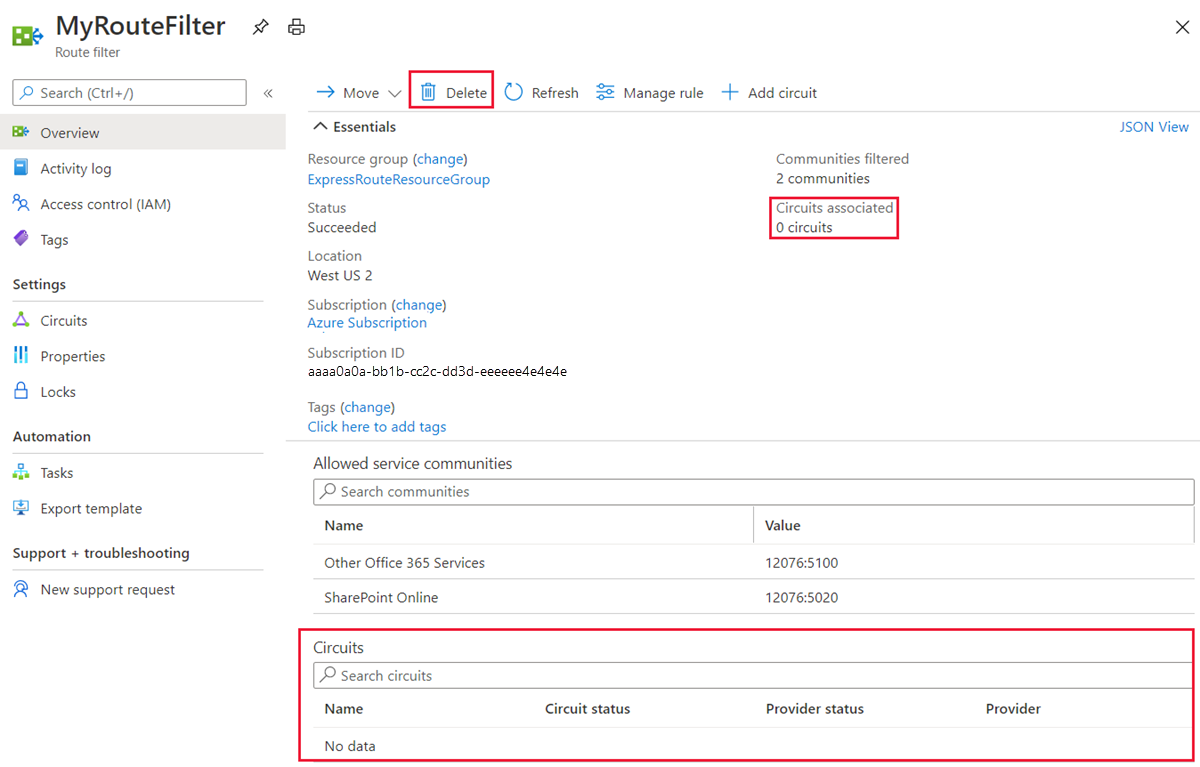 MyRouteFilter
Route filter
Search (Ctrl+/)
«
Overview
Activity log
Access control (IAM)
Tags
Settings
Circuits
Properties
Locks
Automation
Tasks
Export template
Support + troubleshooting
New support request
Move Delete Refresh Manage rule Add circuit
Essentials JSON View
Resource group (change)
ExpressRouteResourceGroup
Status
Succeeded
Location
West US 2
Subscription (change)
Azure Subscription
Subscription ID
aaaa0a0a-bb1b-cc2c-dd3d-eeeeee4e4e4e
Tags (change)
Click here to add tags
Communities filtered
2 communities
Circuits associated
0 circuits
Allowed service communities
Search communities
Name Value
Other Office 365 Services 12076:5100
SharePoint Online 12076:5020
Circuits
Search circuits
Name Circuit status Provider status Provider
No data